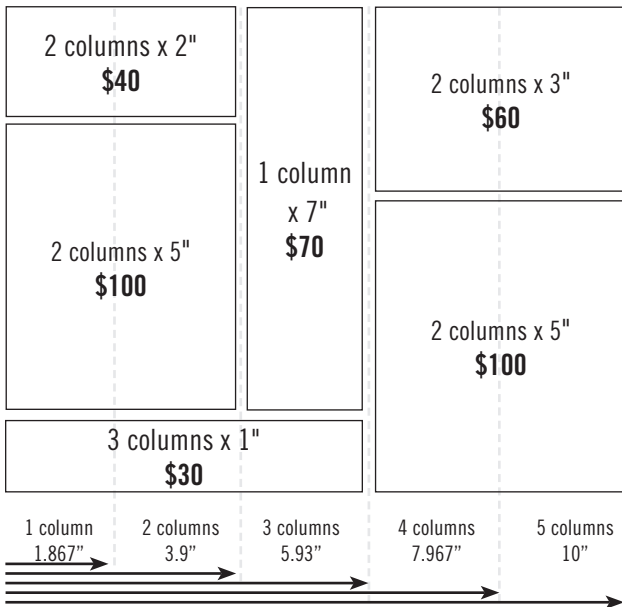 2 columns x 2"
$40
2 columns x 5"
$100
1 column
x 7"
$70
3 columns x 1"
$30
2 columns x 3"
$60
2 columns x 5"
$100
1 column
1.867”
2 columns
3.9”
3 columns
5.93”
4 columns
7.967”
5 columns
10”